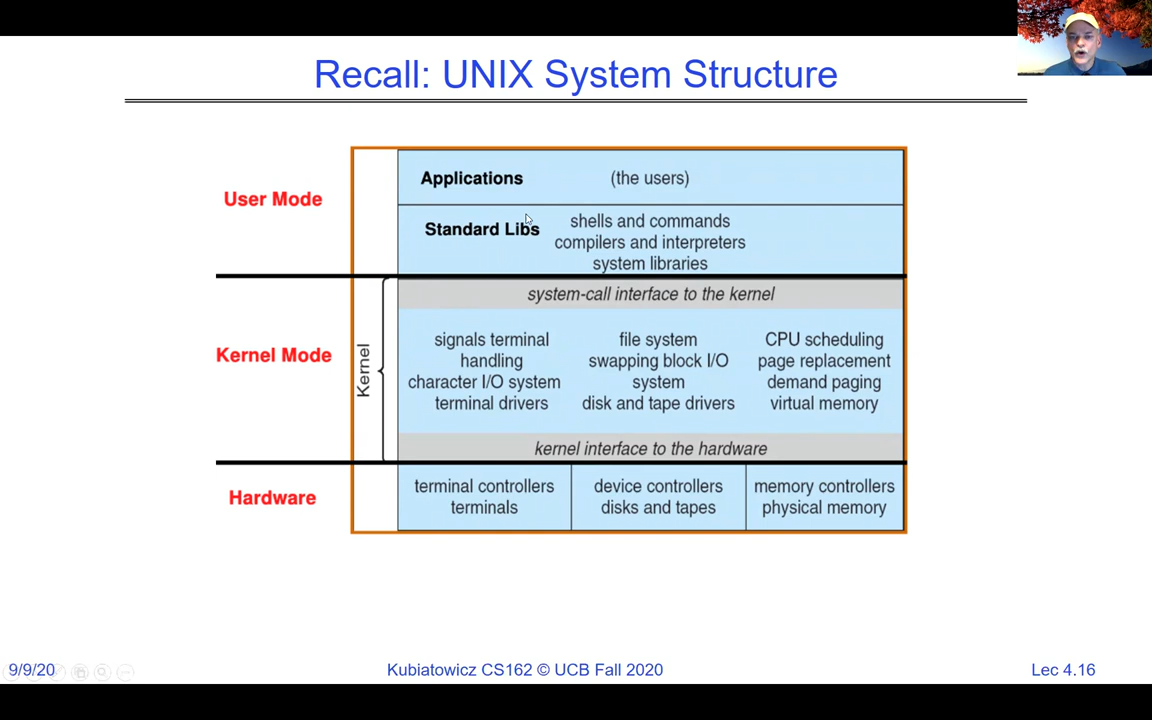 Recall: UNIX System Structure
User Mode
Applications (the users)
Standard Libs shells and commands
compilers and interpreters
system libraries
Kernel Mode
Kernel
system-call interface to the kernel
signals terminal
handling
character I/O system
terminal drivers
file system
swapping block I/O
system
disk and tape drivers
CPU scheduling
page replacement
demand paging
virtual memory
kernel interface to the hardware
Hardware
terminal controllers
terminals
device controllers
disks and tapes
memory controllers
physical memory
9/9/20
Kubiatowicz CS162 © UCB Fall 2020
Lec 4.16